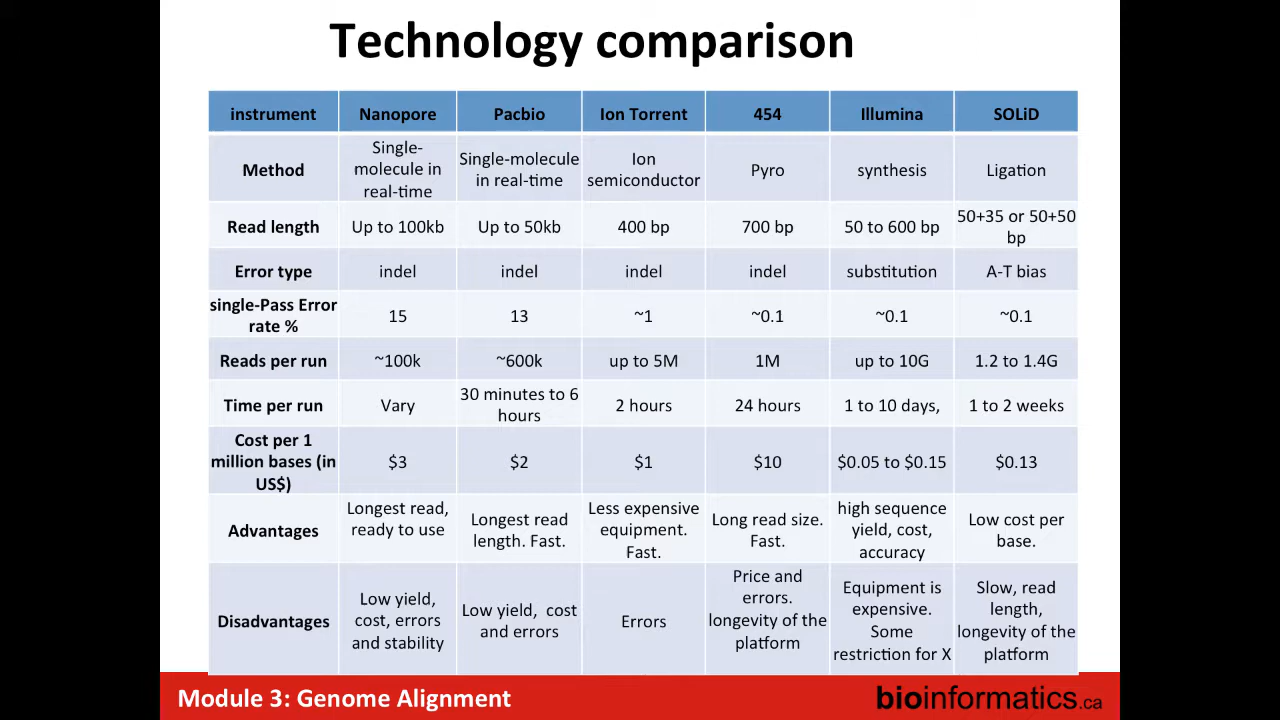 Technology comparison
instrument Nanopore Pacbio Ion Torrent 454 Illumina SOLiD
Method Single-molecule in real-time Single-molecule in real-time Ion semiconductor Pyro synthesis Ligation
Read length Up to 100kb Up to 50kb 400 bp 700 bp 50 to 600 bp 50+35 or 50+50 bp
Error type indel indel indel indel substitution A-T bias
single-Pass Error rate % 15 13 ~1 ~0.1 ~0.1 ~0.1
Reads per run ~100k ~600k up to 5M 1M up to 10G 1.2 to 1.4G
Time per run Vary 30 minutes to 6 hours 2 hours 24 hours 1 to 10 days, 1 to 2 weeks
Cost per 1 million bases (in US$) $3 $2 $1 $10 $0.05 to $0.15 $0.13
Advantages Longest read, ready to use Longest read length. Fast. Less expensive equipment. Fast. Long read size. Fast. high sequence yield, cost, accuracy Low cost per base.
Disadvantages Low yield, cost, errors and stability Low yield, cost and errors Errors Price and errors. longevity of the platform Equipment is expensive. Some restriction for X Slow, read length, longevity of the platform
Module 3: Genome Alignment
bioinformatics.ca